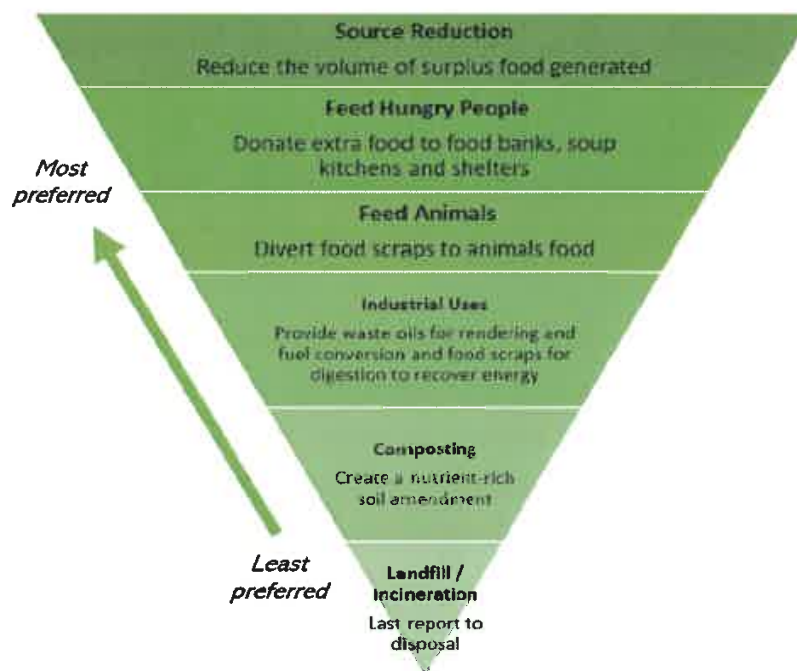 Source Reduction
Reduce the volume of surplus food generated
Feed Hungry People
Donate extra food to food banks, soup
kitchens and shelters
Most
preferred
Feed Animals
Divert food scraps to animals food
Industrial Uses
Provide waste oils for rendering and
fuel conversion and food scraps for
digestion to recover energy
Composting
Create a nutrient-rich
soil amendment
Least
preferred
Landfill /
incineration
Last report to
disposal